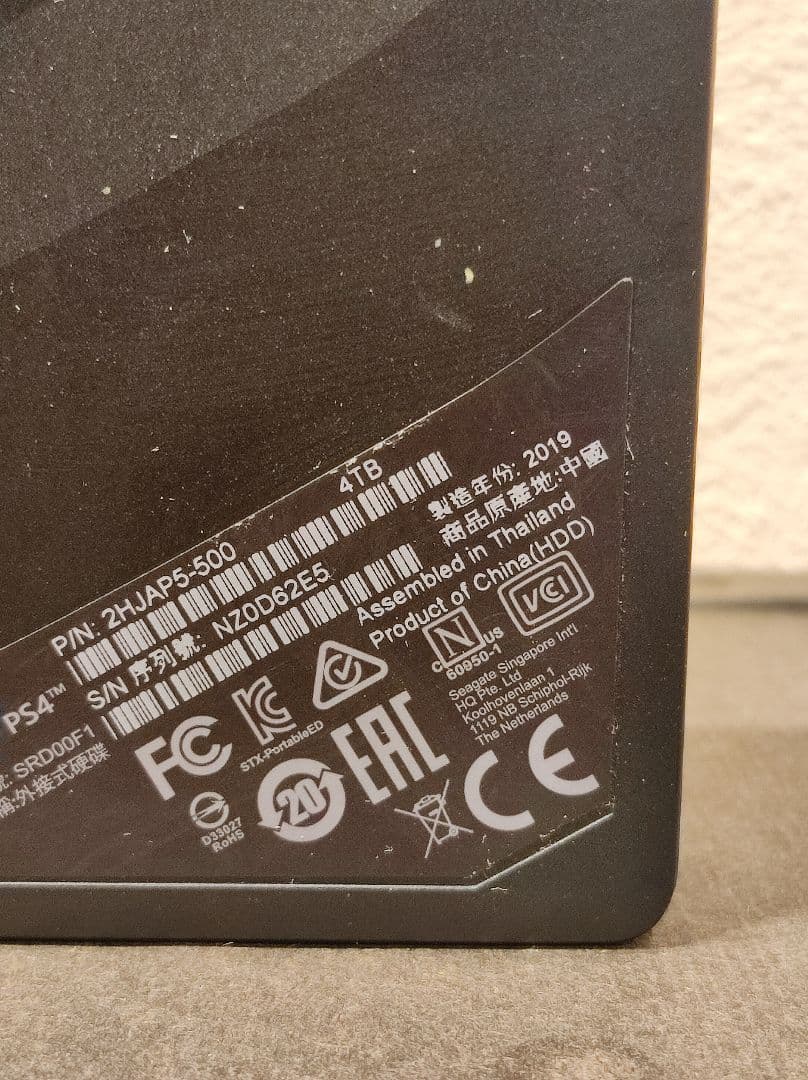 4TB
P/N: 2HJAP5-500
製造年份: 2019
商品原產地:中國
S/N 序列號: NZ0D62E5
Assembled in Thailand
Product of China(HDD)
PS4™
號: SRD00F1
稱:外接式硬碟
FC
STX-PortableED
N
c us
60950-1
VCI
Seagate Singapore Int'l
HQ Pte. Ltd
Koolhovenlaan 1
1119 NB Schiphol-Rijk
The Netherlands
D33027
RoHS
20
EAC
CE